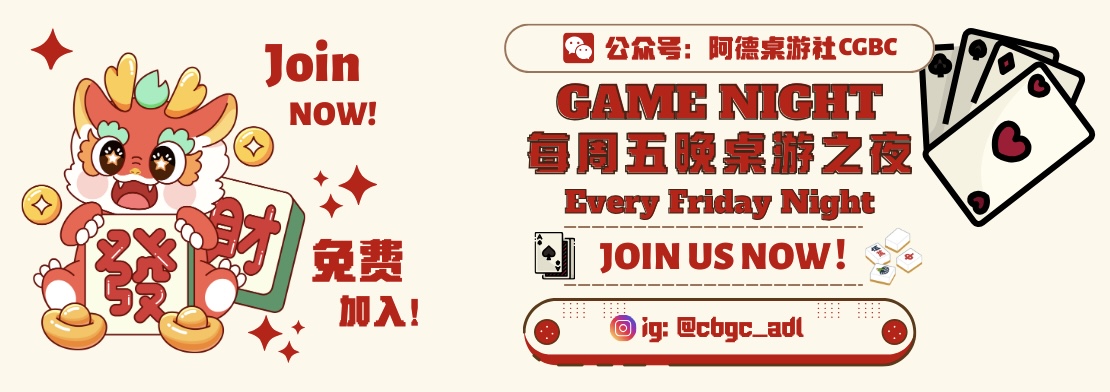 Join
NOW!
發
財
免费
加入!
公众号：阿德桌游社CGBC
GAME NIGHT
每周五晚桌游之夜
Every Friday Night
A
JOIN US NOW!
ig: @cbgc_adl